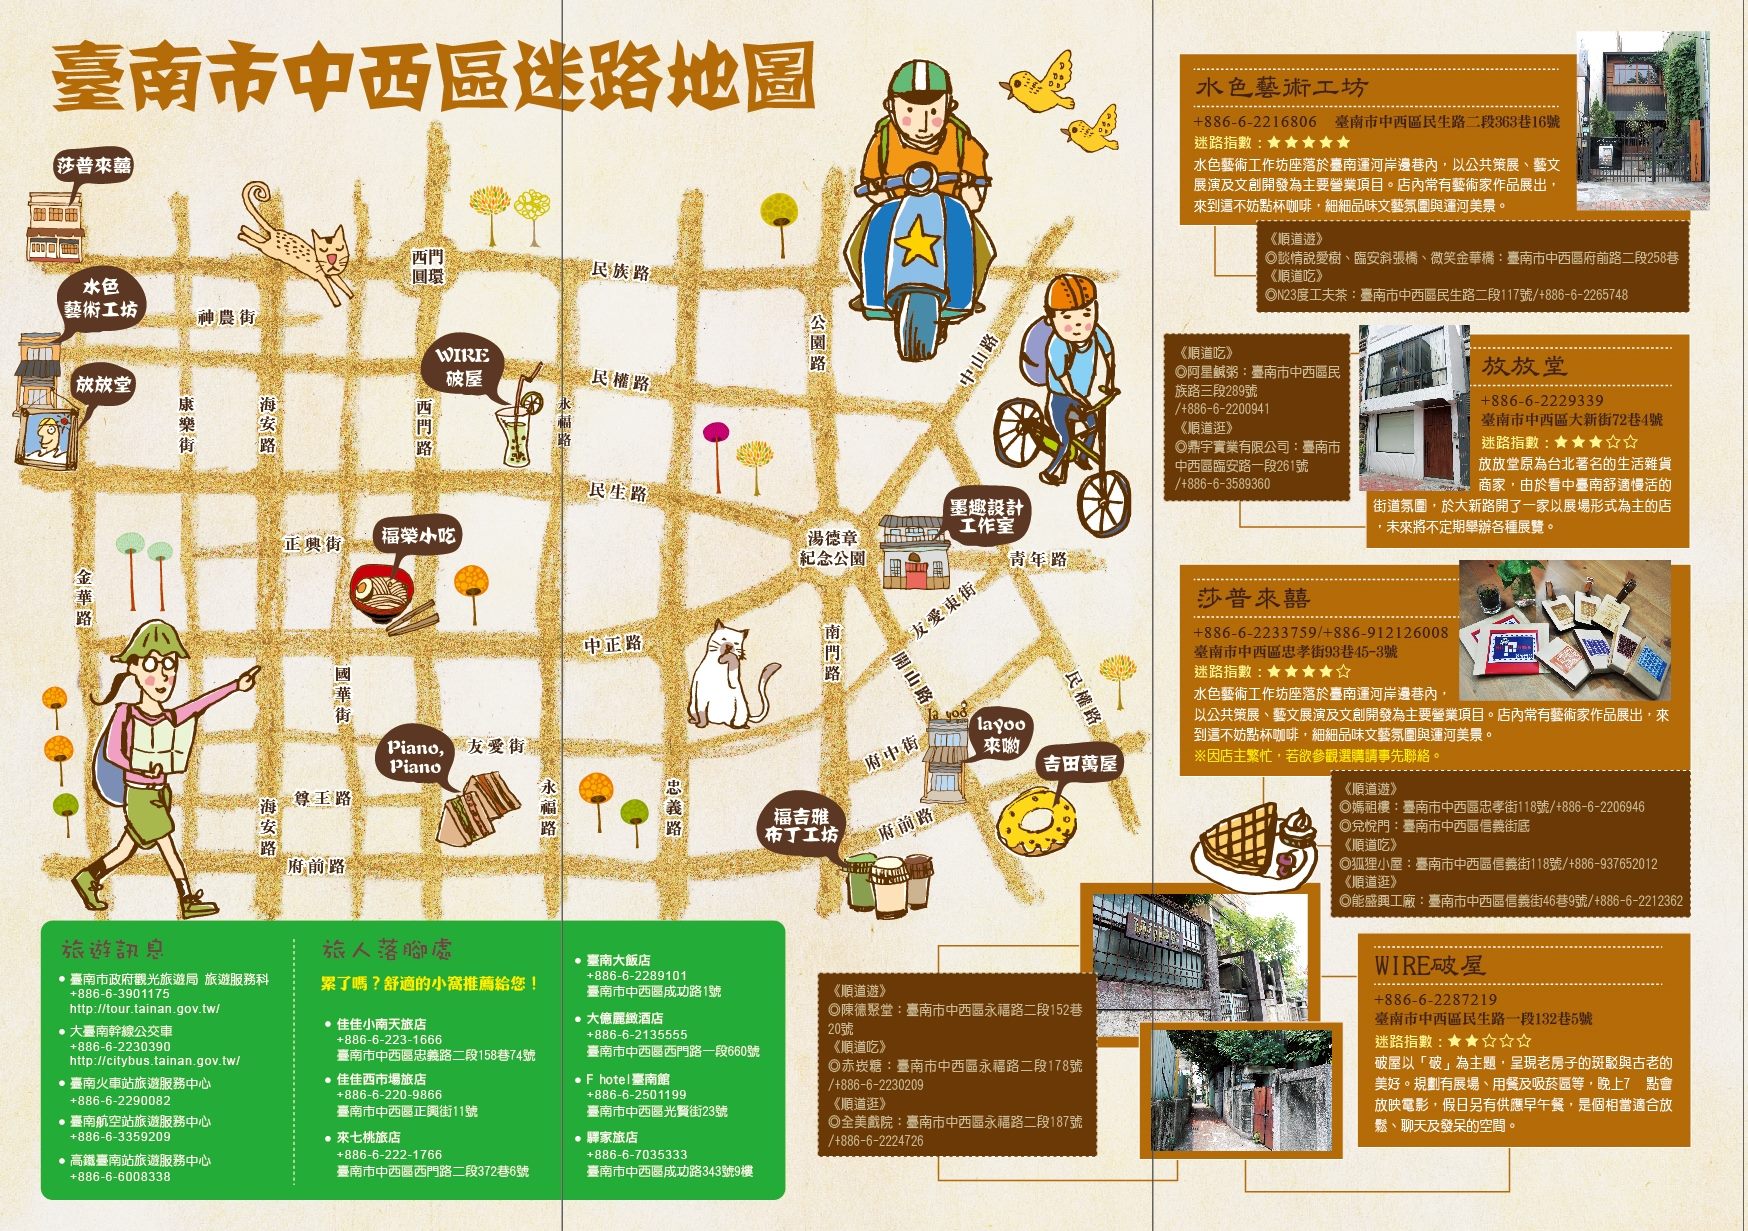 臺南市中西區迷路地圖
莎普來囍
水色
藝術工坊
放放堂
神農街
西門
圓環
民族路
WIRE
破屋
民權路
公園路
中山路
康樂街
海安路
西門路
永福路
民生路
正興街
福榮小吃
墨趣設計
工作室
湯德章
紀念公園
青年路
金華路
友愛東街
中正路
南門路
開山路
民權路
國華街
la yoo
layoo
來喲
府中街
吉田萬屋
Piano,
Piano
友愛街
尊王路
海安路
永福路
忠義路
福吉雅
布丁工坊
府前路
府前路
旅遊訊息
● 臺南市政府觀光旅遊局 旅遊服務科
+886-6-3901175
http://tour.tainan.gov.tw/
● 大臺南幹線公交車
+886-6-2230390
http://citybus.tainan.gov.tw/
● 臺南火車站旅遊服務中心
+886-6-2290082
● 臺南航空站旅遊服務中心
+886-6-3359209
● 高鐵臺南站旅遊服務中心
+886-6-6008338
旅人落腳處
累了嗎？舒適的小窩推薦給您！
● 佳佳小南天旅店
+886-6-223-1666
臺南市中西區忠義路二段158巷74號
● 佳佳西市場旅店
+886-6-220-9866
臺南市中西區正興街11號
● 來七桃旅店
+886-6-222-1766
臺南市中西區西門路二段372巷6號
● 臺南大飯店
+886-6-2289101
臺南市中西區成功路1號
● 大億麗緻酒店
+886-6-2135555
臺南市中西區西門路一段660號
● F hotel臺南館
+886-6-2501199
臺南市中西區光賢街23號
● 驛家旅店
+886-6-7035333
臺南市中西區成功路343號9樓
水色藝術工坊
+886-6-2216806 臺南市中西區民生路二段363巷16號
迷路指數：★★★★★
水色藝術工作坊座落於臺南運河岸邊巷內，以公共策展、藝文
展演及文創開發為主要營業項目。店內常有藝術家作品展出，
來到這不妨點杯咖啡，細細品味文藝氛圍與運河美景。
《順道遊》
◎談情說愛樹、臨安斜張橋、微笑金華橋：臺南市中西區府前路二段258巷
《順道吃》
◎N23度工夫茶：臺南市中西區民生路二段117號/+886-6-2265748
《順道吃》
◎阿星鹹粥：臺南市中西區民
族路三段289號
/+886-6-2200941
《順道逛》
◎鼎宇實業有限公司：臺南市
中西區臨安路一段261號
/+886-6-3589360
放放堂
+886-6-2229339
臺南市中西區大新街72巷4號
迷路指數：★★★☆☆
放放堂原為台北著名的生活雜貨
商家，由於看中臺南舒適慢活的
街道氛圍，於大新路開了一家以展場形式為主的店
，未來將不定期舉辦各種展覽。
莎普來囍
+886-6-2233759/+886-912126008
臺南市中西區忠孝街93巷45-3號
迷路指數：★★★★☆
水色藝術工作坊座落於臺南運河岸邊巷內，
以公共策展、藝文展演及文創開發為主要營業項目。店內常有藝術家作品展出，來
到這不妨點杯咖啡，細細品味文藝氛圍與運河美景。
※因店主繁忙，若欲參觀選購請事先聯絡。
《順道遊》
◎媽祖樓：臺南市中西區忠孝街118號/+886-6-2206946
◎兌悅門：臺南市中西區信義街底
《順道吃》
◎狐狸小屋：臺南市中西區信義街118號/+886-937652012
《順道逛》
◎能盛興工廠：臺南市中西區信義街46巷9號/+886-6-2212362
《順道遊》
◎陳德聚堂：臺南市中西區永福路二段152巷
20號
《順道吃》
◎赤崁糖：臺南市中西區永福路二段178號
/+886-6-2230209
《順道逛》
◎全美戲院：臺南市中西區永福路二段187號
/+886-6-2224726
WIRE破屋
+886-6-2287219
臺南市中西區民生路一段132巷5號
迷路指數：★★☆☆☆
破屋以「破」為主題，呈現老房子的斑駁與古老的
美好。規劃有展場、用餐及吸菸區等，晚上7 點會
放映電影，假日另有供應早午餐，是個相當適合放
鬆、聊天及發呆的空間。